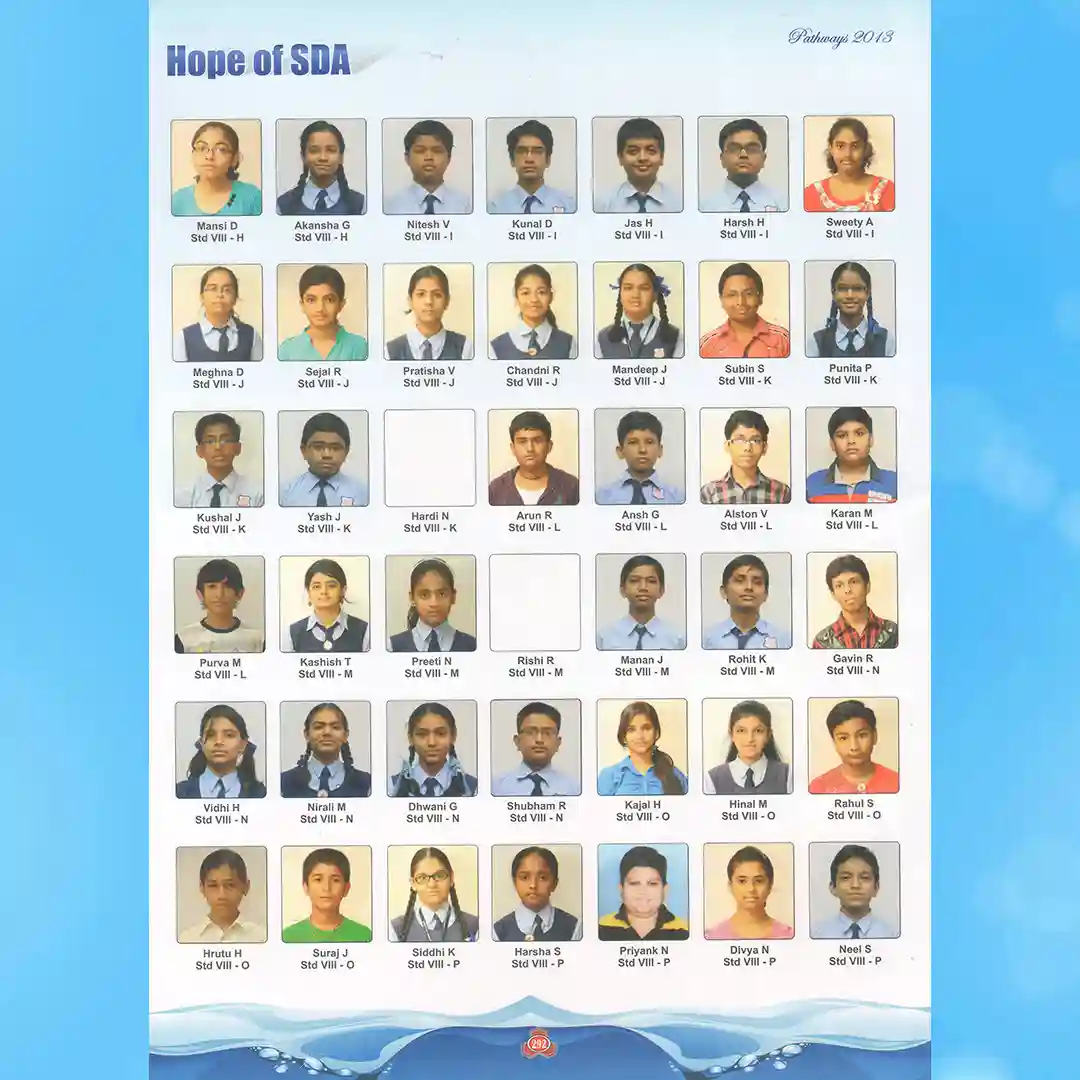 Pathways 2013
Hope of SDA
Mansi D
Std VIII - H
Akansha G
Std VIII - H
Nitesh V
Std VIII - I
Kunal D
Std VIII - I
Jas H
Std VIII - I
Harsh H
Std VIII - I
Sweety A
Std VIII - I
Meghna D
Std VIII - J
Sejal R
Std VIII - J
Pratisha V
Std VIII - J
Chandni R
Std VIII - J
Mandeep J
Std VIII - J
Subin S
Std VIII - K
Punita P
Std VIII - K
Kushal J
Std VIII - K
Yash J
Std VIII - K
Hardi N
Std VIII - K
Arun R
Std VIII - L
Ansh G
Std VIII - L
Alston V
Std VIII - L
Karan M
Std VIII - L
Purva M
Std VIII - L
Kashish T
Std VIII - M
Preeti N
Std VIII - M
Rishi R
Std VIII - M
Manan J
Std VIII - M
Rohit K
Std VIII - M
Gavin R
Std VIII - N
Vidhi H
Std VIII - N
Nirali M
Std VIII - N
Dhwani G
Std VIII - N
Shubham R
Std VIII - N
Kajal H
Std VIII - O
Hinal M
Std VIII - O
Rahul S
Std VIII - O
Hrutu H
Std VIII - O
Suraj J
Std VIII - O
Siddhi K
Std VIII - P
Harsha S
Std VIII - P
Priyank N
Std VIII - P
Divya N
Std VIII - P
Neel S
Std VIII - P
292